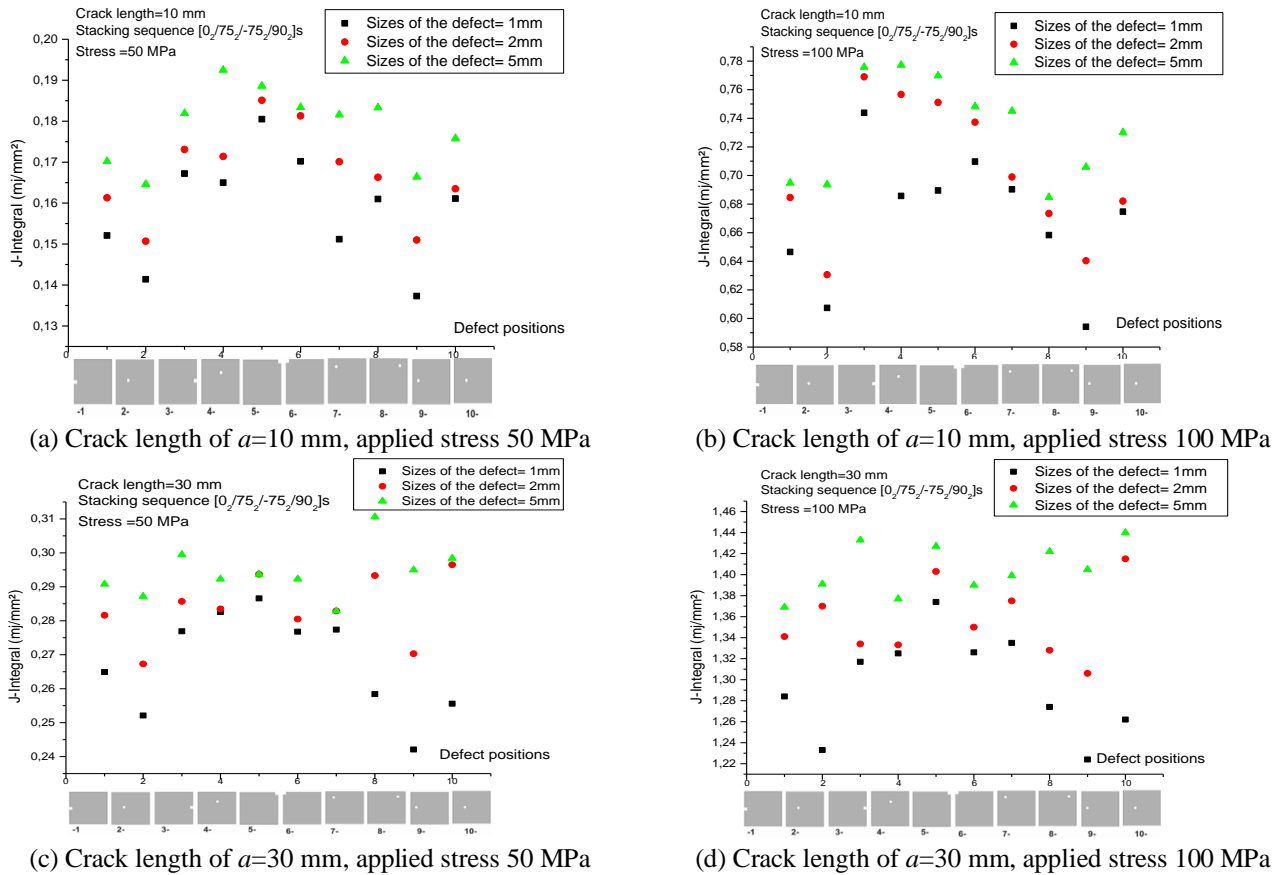 Crack length=10 mm
Stacking sequence [0₂/75₂/-75₂/90₂]s
Stress =50 MPa
Sizes of the defect= 1mm
Sizes of the defect= 2mm
Sizes of the defect= 5mm
J-Integral (mj/mm²)
0,20
0,19
0,18
0,17
0,16
0,15
0,14
0,13
0 2 4 6 8 10
Defect positions
-1 2- 3- 4- 5- 6- 7- 8- 9- 10-
(a) Crack length of a=10 mm, applied stress 50 MPa
Crack length=10 mm
Stacking sequence [0₂/75₂/-75₂/90₂]s
Stress =100 MPa
Sizes of the defect= 1mm
Sizes of the defect= 2mm
Sizes of the defect= 5mm
J-Integral(mj/mm²)
0,78
0,76
0,74
0,72
0,70
0,68
0,66
0,64
0,62
0,60
0,58
0 2 4 6 8 10
Defect positions
-1 2- 3- 4- 5- 6- 7- 8- 9- 10-
(b) Crack length of a=10 mm, applied stress 100 MPa
Crack length=30 mm
Stacking sequence [0₂/75₂/-75₂/90₂]s
Stress =50 MPa
Sizes of the defect= 1mm
Sizes of the defect= 2mm
Sizes of the defect= 5mm
J-Integral (mj/mm²)
0,31
0,30
0,29
0,28
0,27
0,26
0,25
0,24
0 2 4 6 8 10
Defect positions
-1 2- 3- 4- 5- 6- 7- 8- 9- 10-
(c) Crack length of a=30 mm, applied stress 50 MPa
Crack length=30 mm
Stacking sequence [0₂/75₂/-75₂/90₂]s
Stress =100 MPa
Sizes of the defect= 1mm
Sizes of the defect= 2mm
Sizes of the defect= 5mm
J-Integral (mj/mm²)
1,46
1,44
1,42
1,40
1,38
1,36
1,34
1,32
1,30
1,28
1,26
1,24
1,22
0 2 4 6 8 10
Defect positions
-1 2- 3- 4- 5- 6- 7- 8- 9- 10-
(d) Crack length of a=30 mm, applied stress 100 MPa